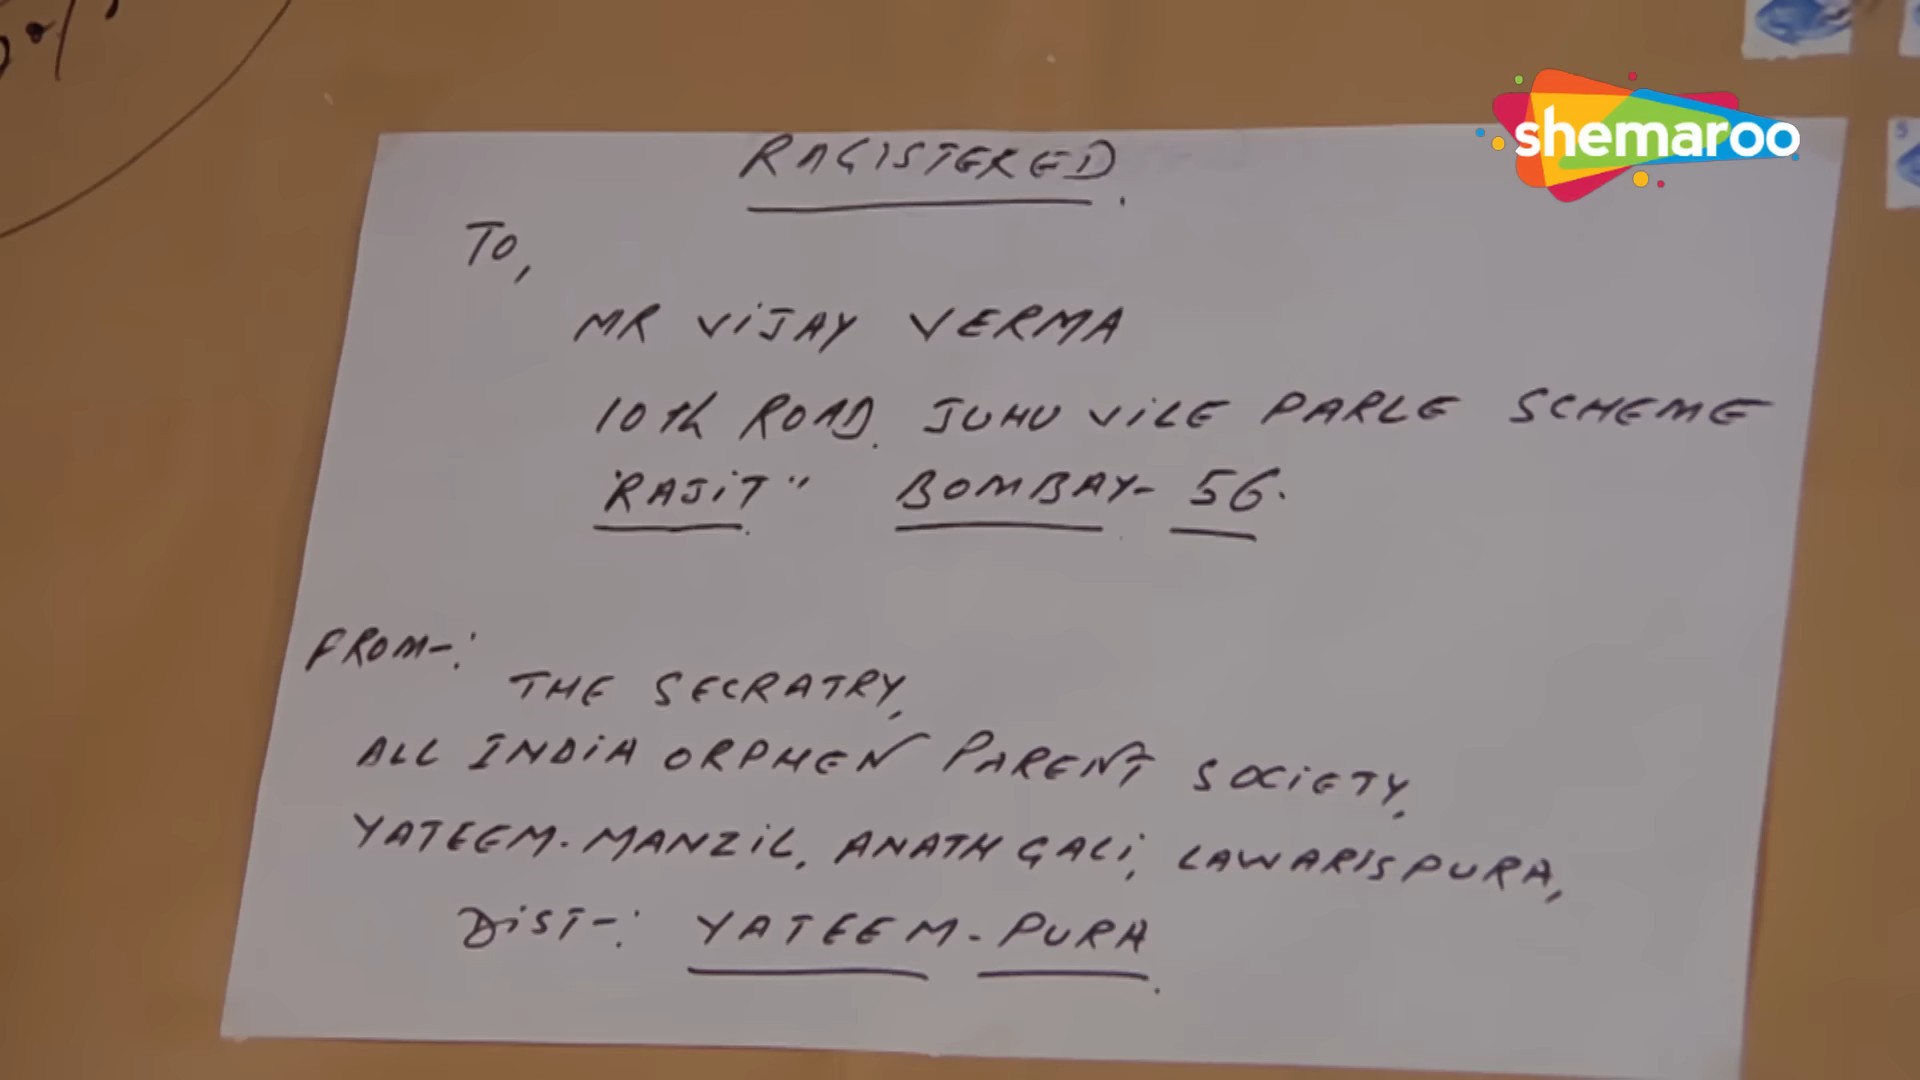 shemaroo
RAGISTERED.
To,
MR ViJAY VERMA
10th ROAD. JUHU ViLE PARLE SCHEME
"RAJiT" BOMBAY- 56.
FROM-:
THE SECRATRY,
ALL INDiA ORPHEN PARENT SOCiETY,
YATEEM-MANZiL, ANATH GALi, LAWARISPURA,
DiST-: YATEEM-PURA.